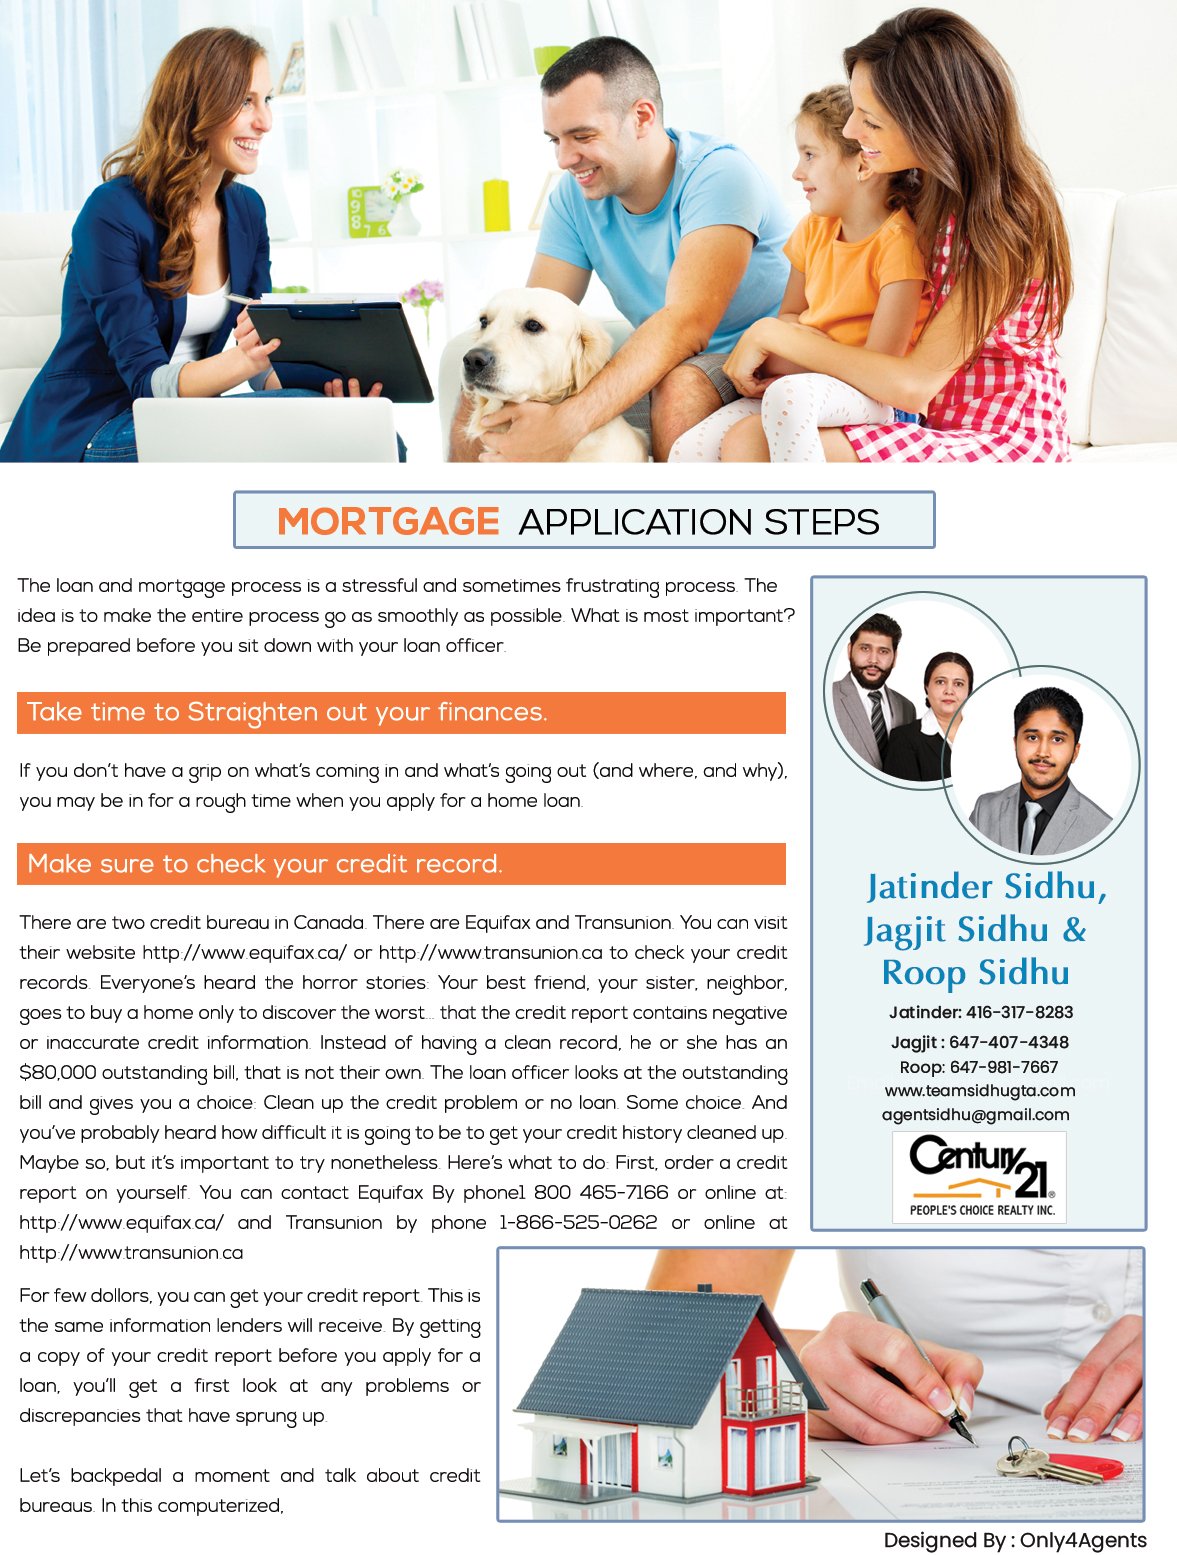 MORTGAGE APPLICATION STEPS
The loan and mortgage process is a stressful and sometimes frustrating process. The
idea is to make the entire process go as smoothly as possible. What is most important?
Be prepared before you sit down with your loan officer.
Take time to Straighten out your finances.
If you don't have a grip on what's coming in and what's going out (and where, and why),
you may be in for a rough time when you apply for a home loan.
Make sure to check your credit record.
There are two credit bureau in Canada. There are Equifax and Transunion. You can visit
their website http://www.equifax.ca/ or http://www.transunion.ca to check your credit
records. Everyone's heard the horror stories: Your best friend, your sister, neighbor,
goes to buy a home only to discover the worst... that the credit report contains negative
or inaccurate credit information. Instead of having a clean record, he or she has an
$80,000 outstanding bill, that is not their own. The loan officer looks at the outstanding
bill and gives you a choice: Clean up the credit problem or no loan. Some choice. And
you've probably heard how difficult it is going to be to get your credit history cleaned up.
Maybe so, but it's important to try nonetheless. Here's what to do: First, order a credit
report on yourself. You can contact Equifax By phone1 800 465-7166 or online at:
http://www.equifax.ca/ and Transunion by phone 1-866-525-0262 or online at
http://www.transunion.ca
For few dollors, you can get your credit report. This is
the same information lenders will receive. By getting
a copy of your credit report before you apply for a
loan, you'll get a first look at any problems or
discrepancies that have sprung up.
Let's backpedal a moment and talk about credit
bureaus. In this computerized,
Jatinder Sidhu,
Jagjit Sidhu &
Roop Sidhu
Jatinder: 416-317-8283
Jagjit : 647-407-4348
Roop: 647-981-7667
www.teamsidhugta.com
agentsidhu@gmail.com
Century 21®
PEOPLE'S CHOICE REALTY INC.
Designed By : Only4Agents